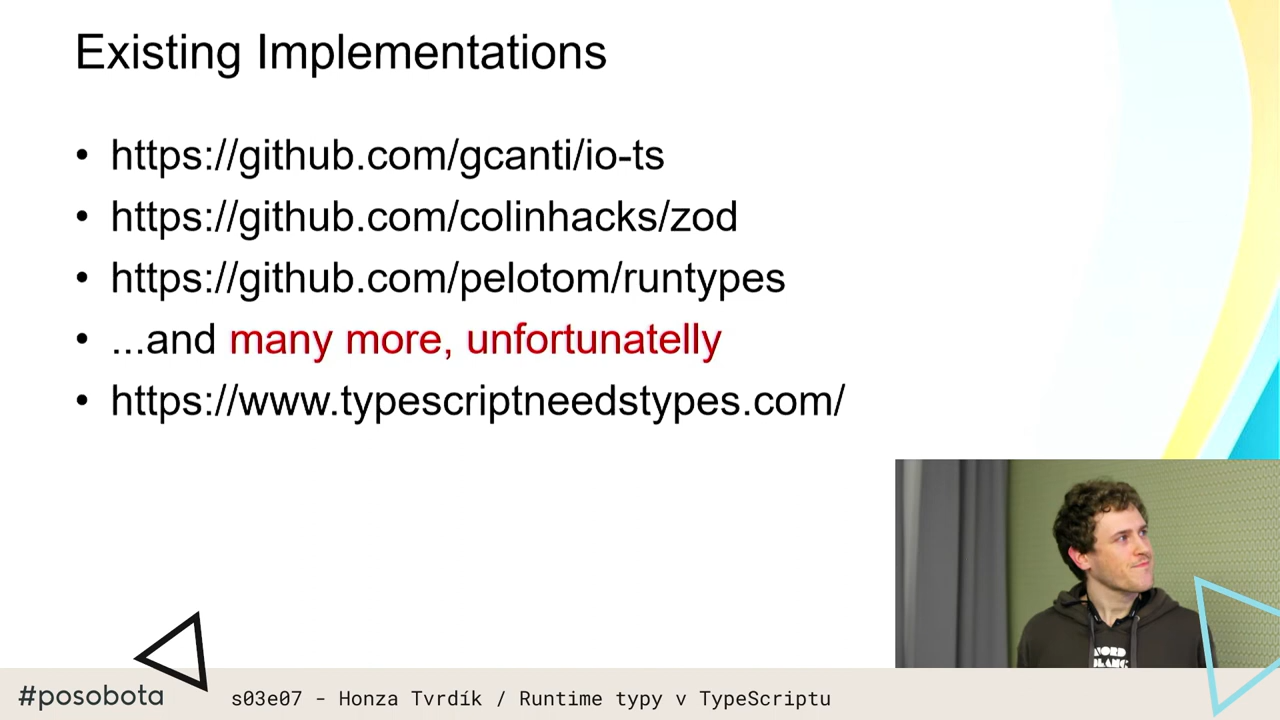 Existing Implementations
• https://github.com/gcanti/io-ts
• https://github.com/colinhacks/zod
• https://github.com/pelotom/runtypes
• ...and many more, unfortunatelly
• https://www.typescriptneedstypes.com/
#posobota
s03e07 - Honza Tvrdík / Runtime typy v TypeScriptu